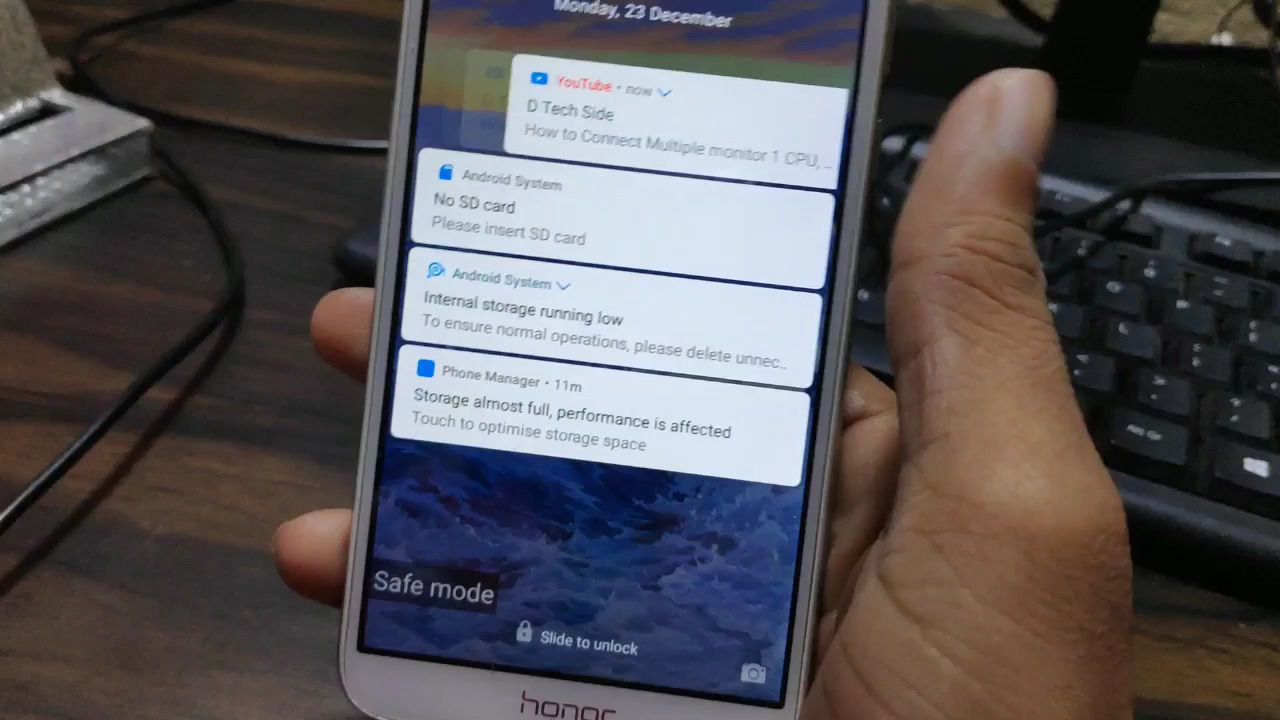 Monday, 23 December
YouTube • now
D Tech Side
How to Connect Multiple monitor 1 CPU, ..
Android System
No SD card
Please insert SD card
Android System
Internal storage running low
To ensure normal operations, please delete unnec..
Phone Manager • 11m
Storage almost full, performance is affected
Touch to optimise storage space
Safe mode
Slide to unlock
honor
Alt Gr